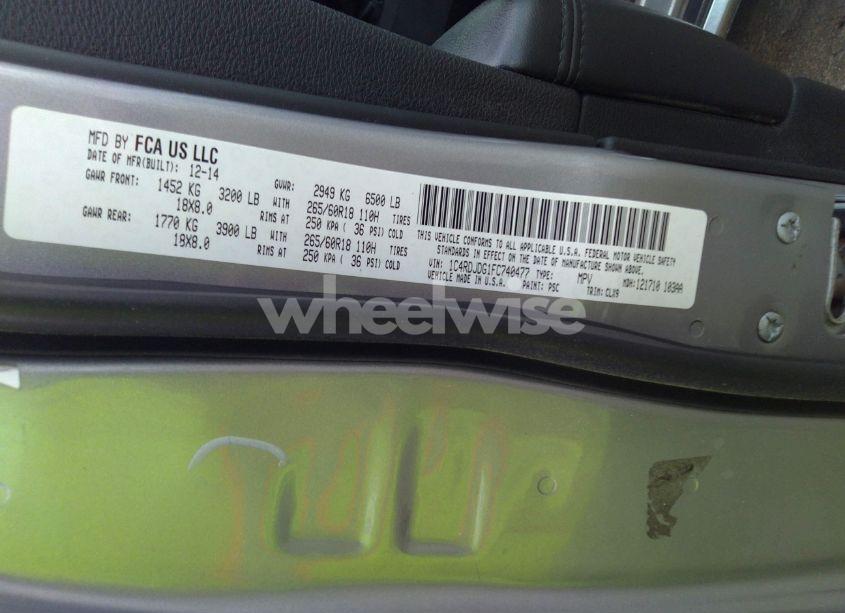 MFD BY FCA US LLC
DATE OF MFR(BUILT): 12-14
GVWR: 2949 KG 6500 LB
GAWR FRONT: 1452 KG 3200 LB WITH 265/60R18 110H TIRES
18X8.0 RIMS AT 250 KPA ( 36 PSI) COLD
GAWR REAR: 1770 KG 3900 LB WITH 265/60R18 110H TIRES
18X8.0 RIMS AT 250 KPA ( 36 PSI) COLD
THIS VEHICLE CONFORMS TO ALL APPLICABLE U.S.A. FEDERAL MOTOR VEHICLE SAFETY
STANDARDS IN EFFECT ON THE DATE OF MANUFACTURE SHOWN ABOVE.
VIN: 1C4RDJDG1FC740477 TYPE: MPV MDH: 121710 103AA
VEHICLE MADE IN U.S.A. PAINT: PSC TRIM: CLX9
wheelwise